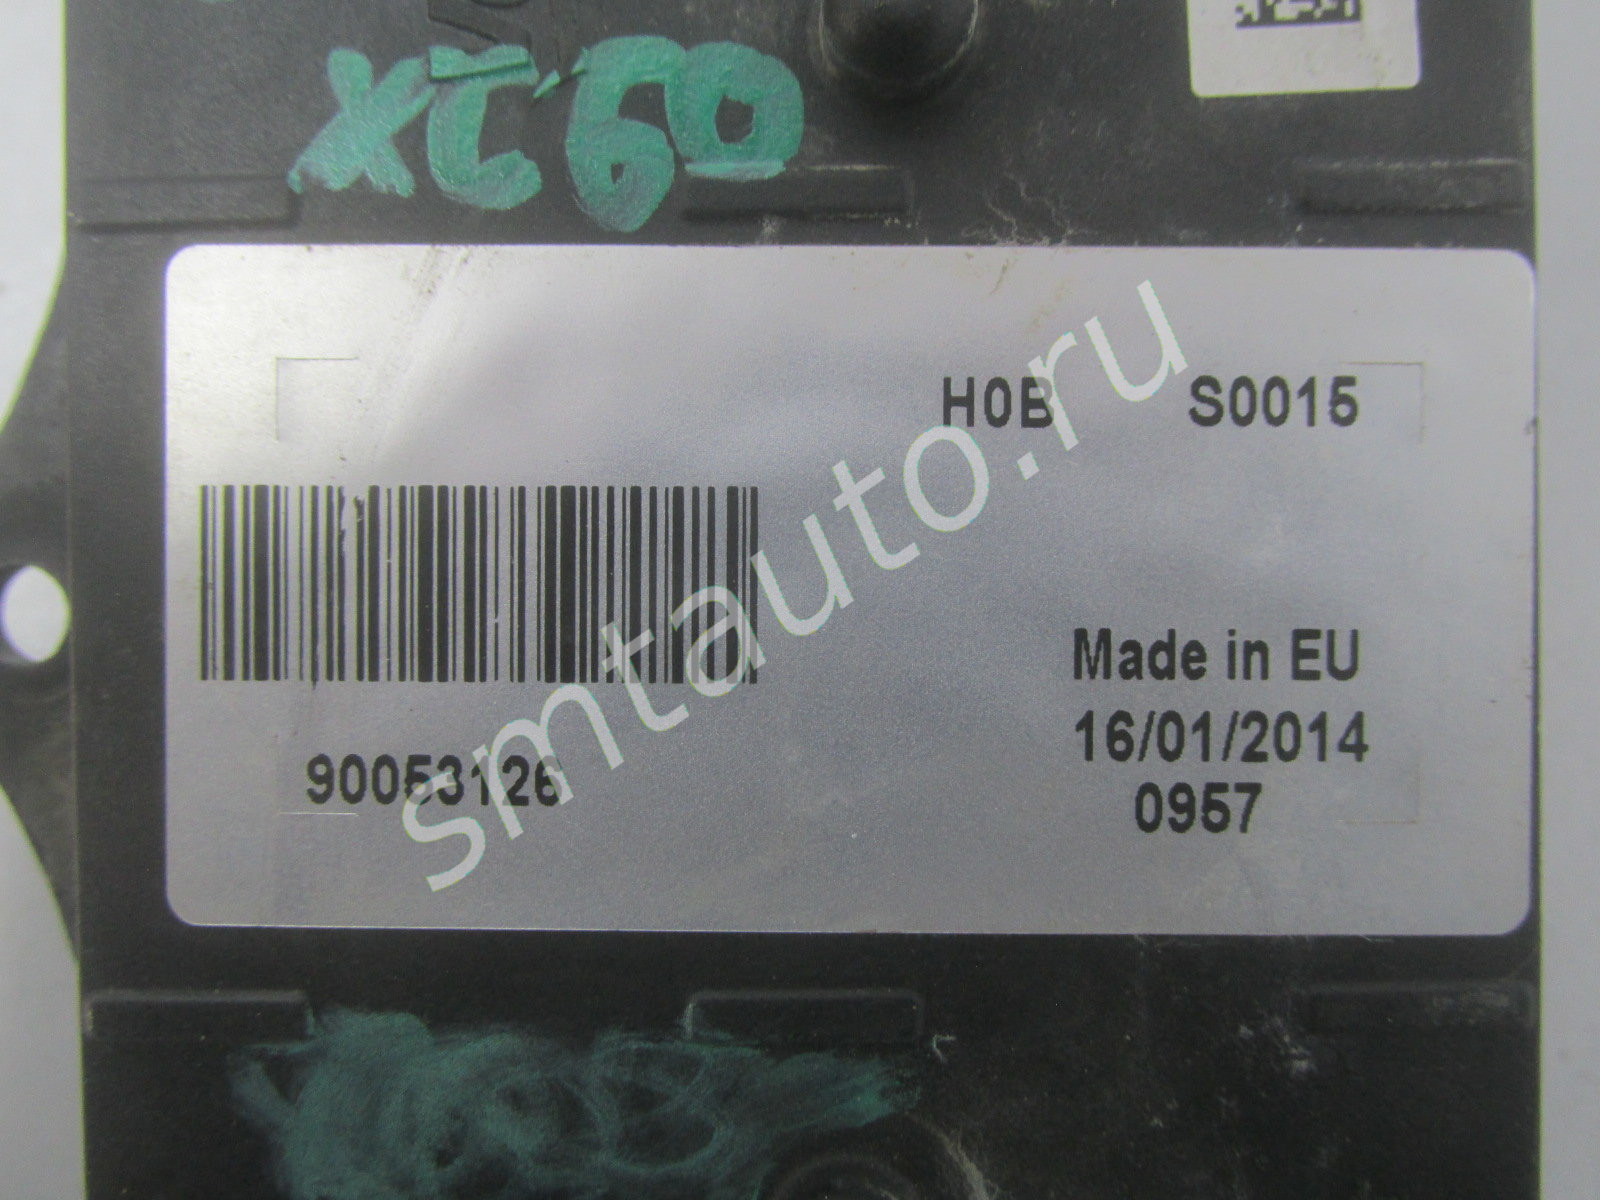 XC60
H0B S0015
Made in EU
16/01/2014
90053126
0957
smtauto.ru